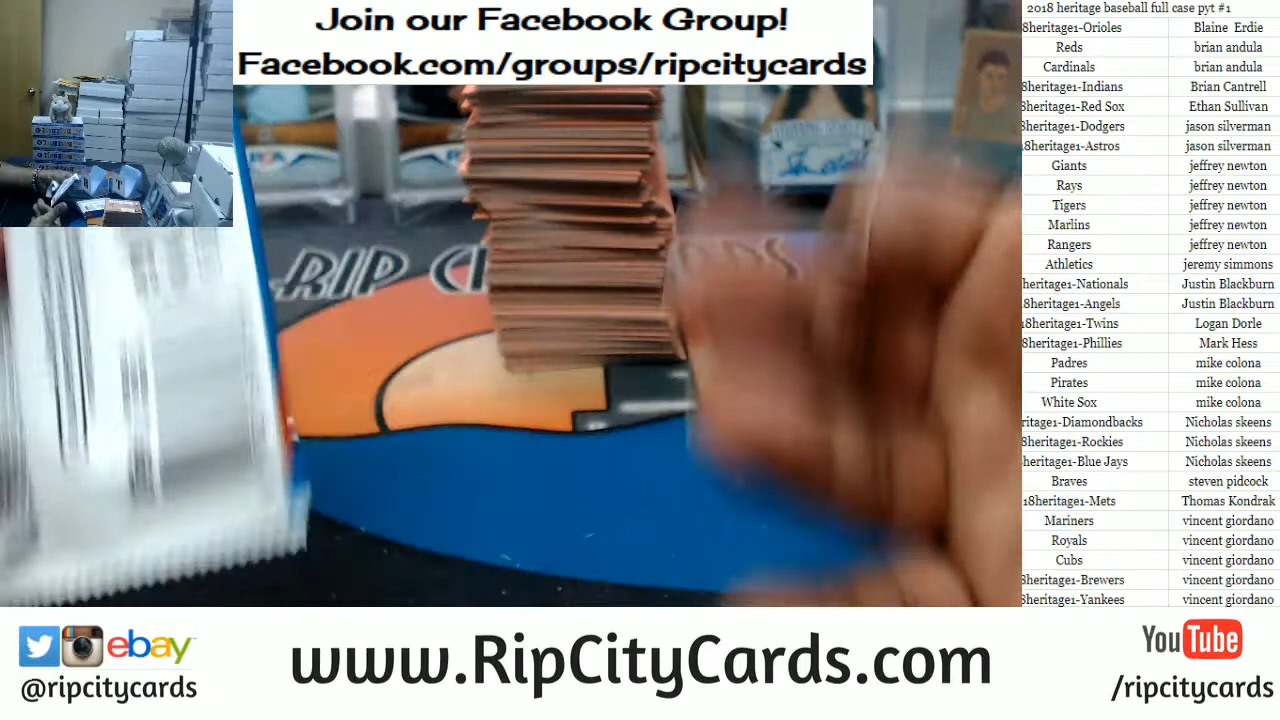 Join our Facebook Group!
Facebook.com/groups/ripcitycards
2018 heritage baseball full case pyt #1
8heritage1-Orioles Blaine Erdie
Reds brian andula
Cardinals brian andula
8heritage1-Indians Brian Cantrell
8heritage1-Red Sox Ethan Sullivan
8heritage1-Dodgers jason silverman
18heritage1-Astros jason silverman
Giants jeffrey newton
Rays jeffrey newton
Tigers jeffrey newton
Marlins jeffrey newton
Rangers jeffrey newton
Athletics jeremy simmons
heritage1-Nationals Justin Blackburn
18heritage1-Angels Justin Blackburn
18heritage1-Twins Logan Dorle
8heritage1-Phillies Mark Hess
Padres mike colona
Pirates mike colona
White Sox mike colona
ritage1-Diamondbacks Nicholas skeens
8heritage1-Rockies Nicholas skeens
8heritage1-Blue Jays Nicholas skeens
Braves steven pidcock
18heritage1-Mets Thomas Kondrak
Mariners vincent giordano
Royals vincent giordano
Cubs vincent giordano
8heritage1-Brewers vincent giordano
8heritage1-Yankees vincent giordano
RIP C RDS
ebay
@ripcitycards
www.RipCityCards.com
YouTube
/ripcitycards